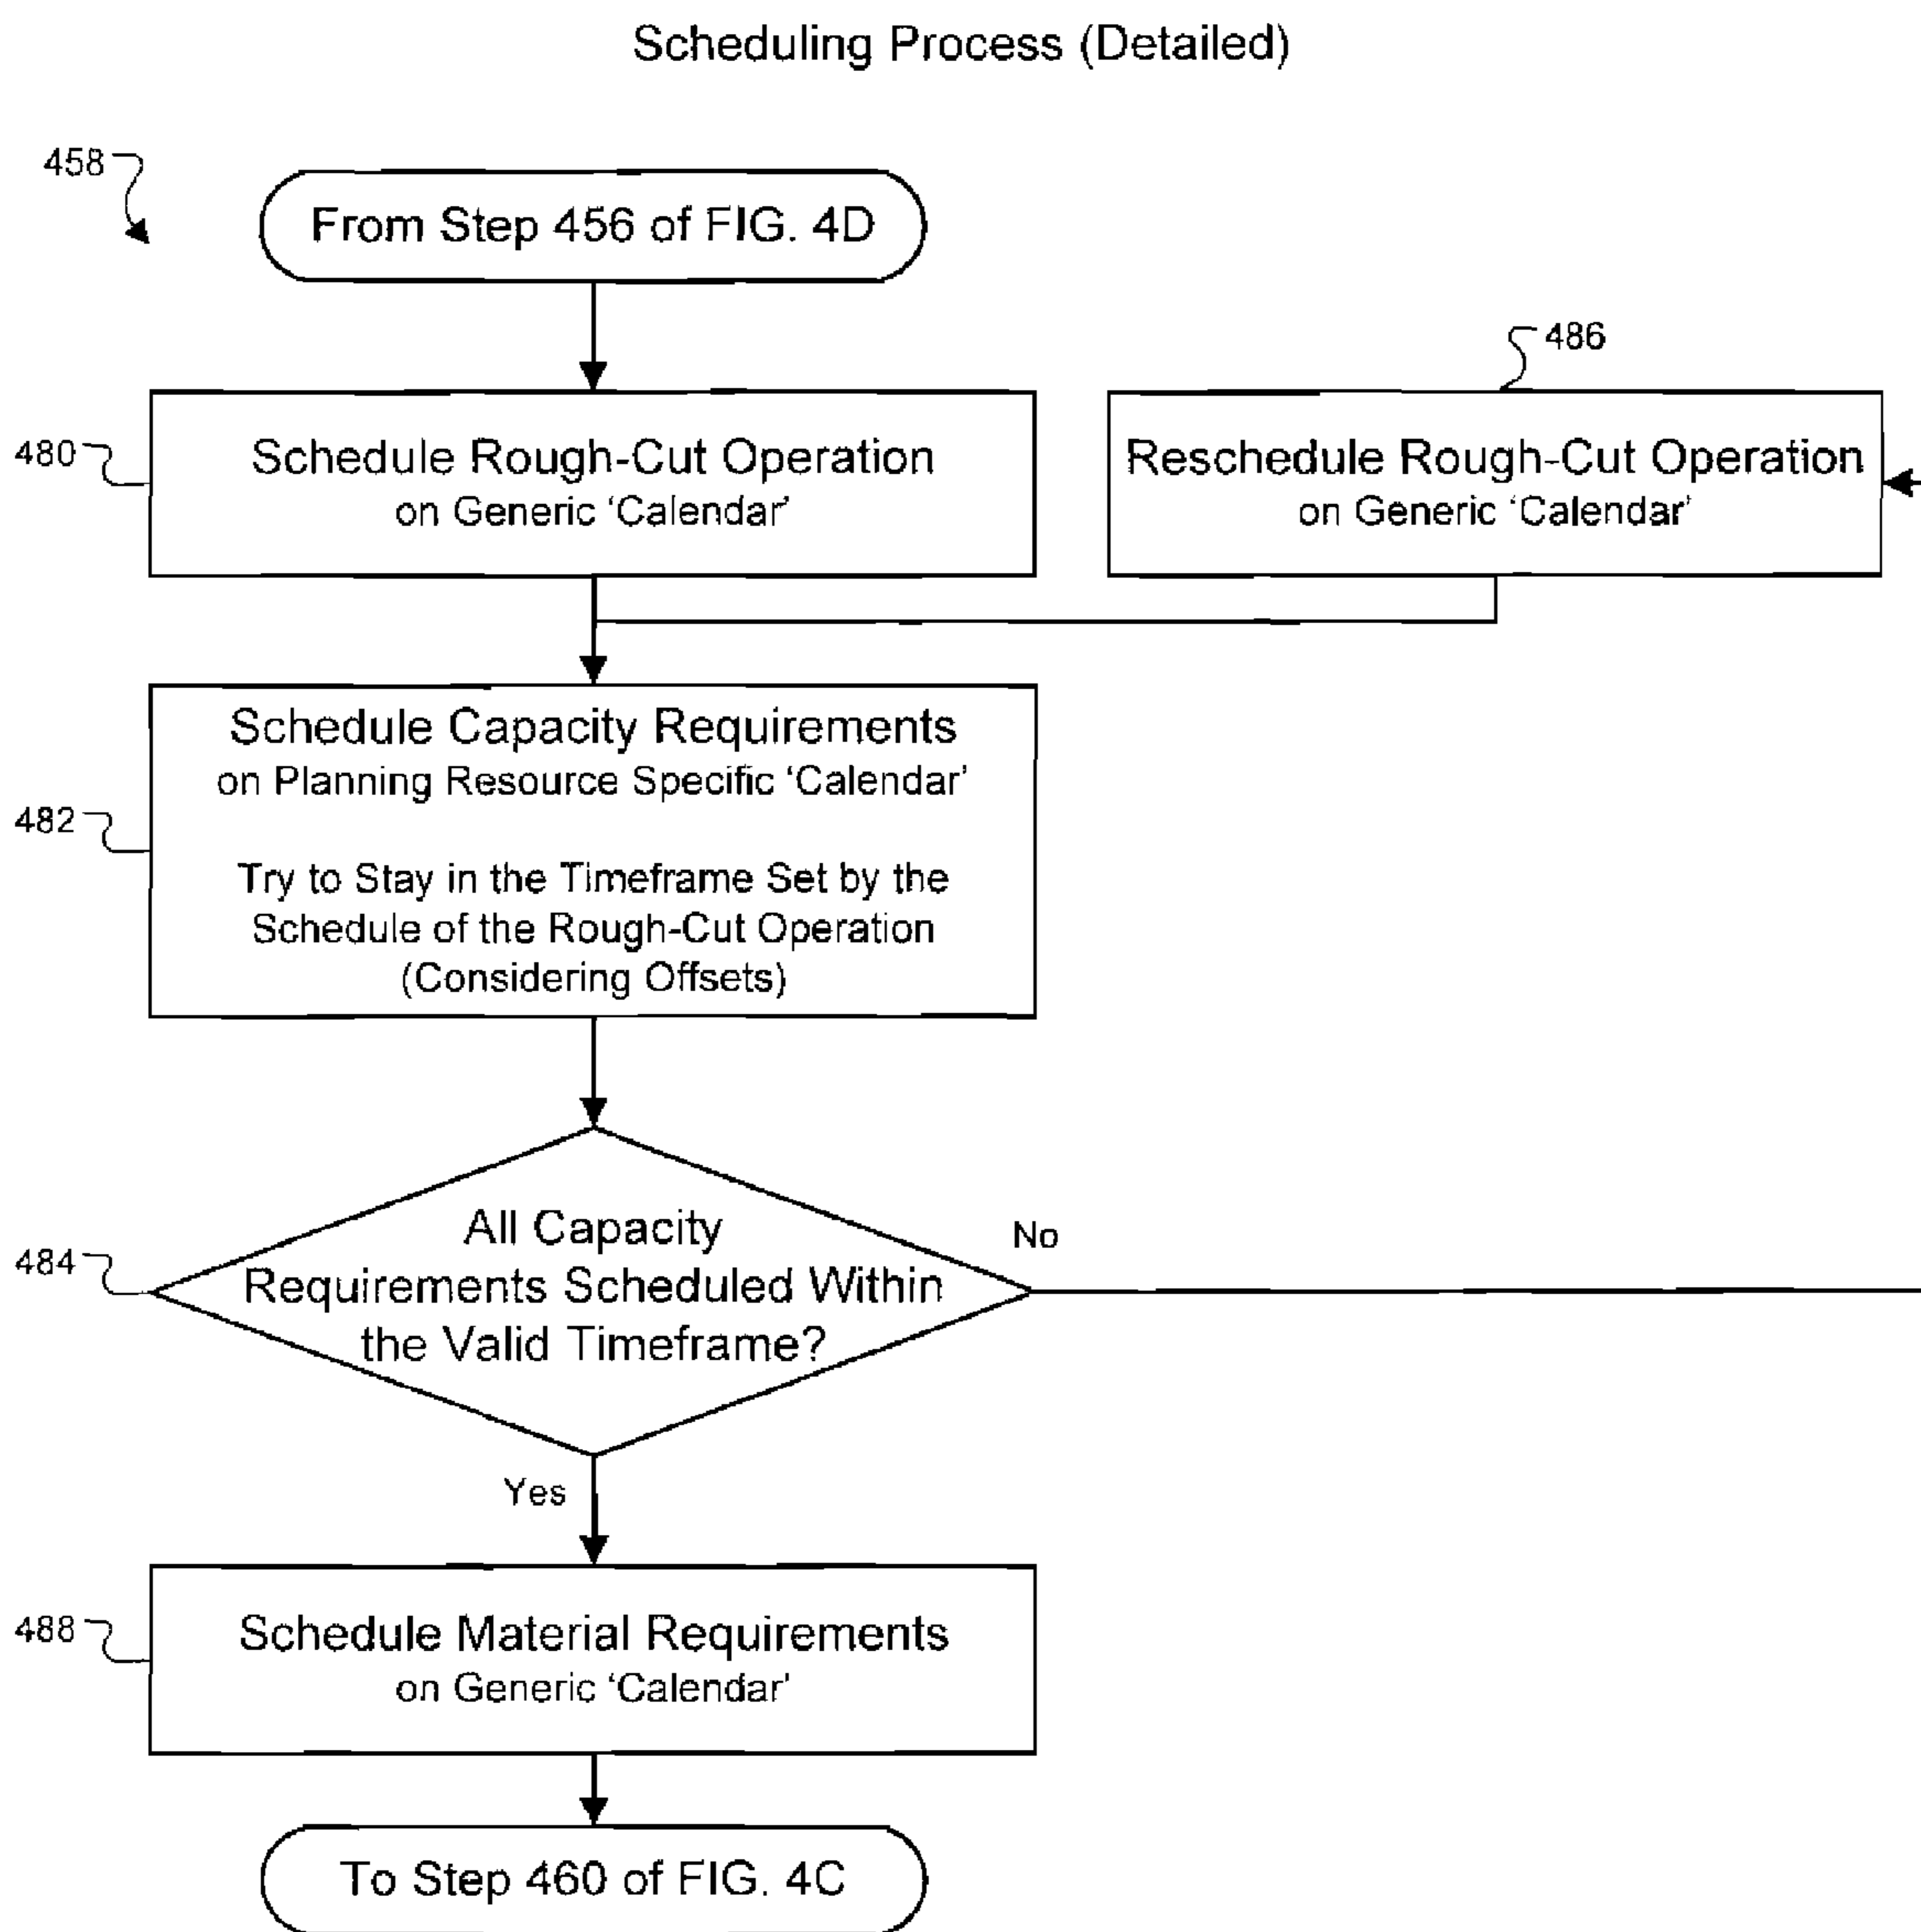 Scheduling Process (Detailed)
458
From Step 456 of FIG. 4D
486
480
Schedule Rough-Cut Operation
on Generic ‘Calendar’
Reschedule Rough-Cut Operation
on Generic ‘Calendar’
Schedule Capacity Requirements
on Planning Resource Specific ‘Calendar’
482
Try to Stay in the Timeframe Set by the
Schedule of the Rough-Cut Operation
(Considering Offsets)
484
All Capacity
Requirements Scheduled Within
the Valid Timeframe?
No
Yes
488
Schedule Material Requirements
on Generic ‘Calendar’
To Step 460 of FIG. 4C